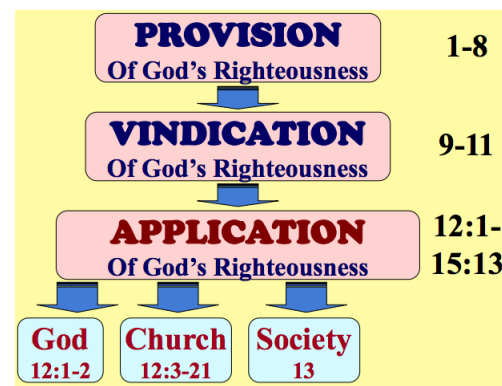 PROVISION
Of God's Righteousness
1-8
VINDICATION
Of God's Righteousness
9-11
APPLICATION
Of God's Righteousness
12:1-
15:13
God
12:1-2
Church
12:3-21
Society
13